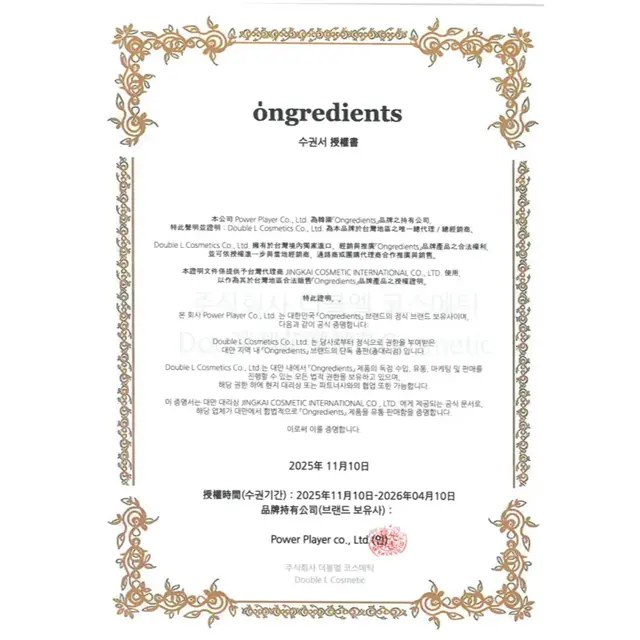 ongredients
수권서 授權書
本公司 Power Player Co., Ltd. 為韓國「Ongredients」品牌之持有公司,
特此聲明並證明：Double L Cosmetics Co., Ltd. 為本品牌於台灣地區之唯一總代理／總經銷商。
Double L Cosmetics Co., Ltd. 擁有於台灣境內獨家進口、經銷與推廣「Ongredients」品牌產品之合法權利,
並可依授權進一步與當地經銷商、通路商或團購代理商合作推廣與銷售。
本證明文件係提供予台灣代理商 JINGKAI COSMETIC INTERNATIONAL CO., LTD. 使用,
以作為其於台灣地區合法販售「Ongredients」品牌產品之授權證明。
特此證明。
주식회사 더블엘 코스메틱
본 회사 Power Player Co., Ltd. 는 대한민국 「Ongredients」 브랜드의 정식 브랜드 보유사이며,
다음과 같이 공식 증명합니다:
Double L Cosmetics Co., Ltd. 는 당사로부터 정식으로 권한을 부여받은
대만 지역 내 「Ongredients」 브랜드의 단독 총판(총대리점) 입니다.
Double L Cosmetics Co., Ltd.는 대만 내에서 「Ongredients」 제품의 독점 수입, 유통, 마케팅 및 판매를
진행할 수 있는 모든 법적 권한을 보유하고 있으며,
해당 권한 하에 현지 대리상 또는 파트너사와의 협업 또한 가능합니다.
이 증명서는 대만 대리상 JINGKAI COSMETIC INTERNATIONAL CO., LTD. 에게 제공되는 공식 문서로,
해당 업체가 대만에서 합법적으로 「Ongredients」 제품을 유통 판매함을 증명합니다.
이로써 이를 증명합니다.
2025年 11月10日
授權時間(수권기간)：2025年11月10日-2026年04月10日
品牌持有公司(브랜드 보유사)：
Power Player co., Ltd (인)
주식회사 더블엘 코스메틱
Double L Cosmetic